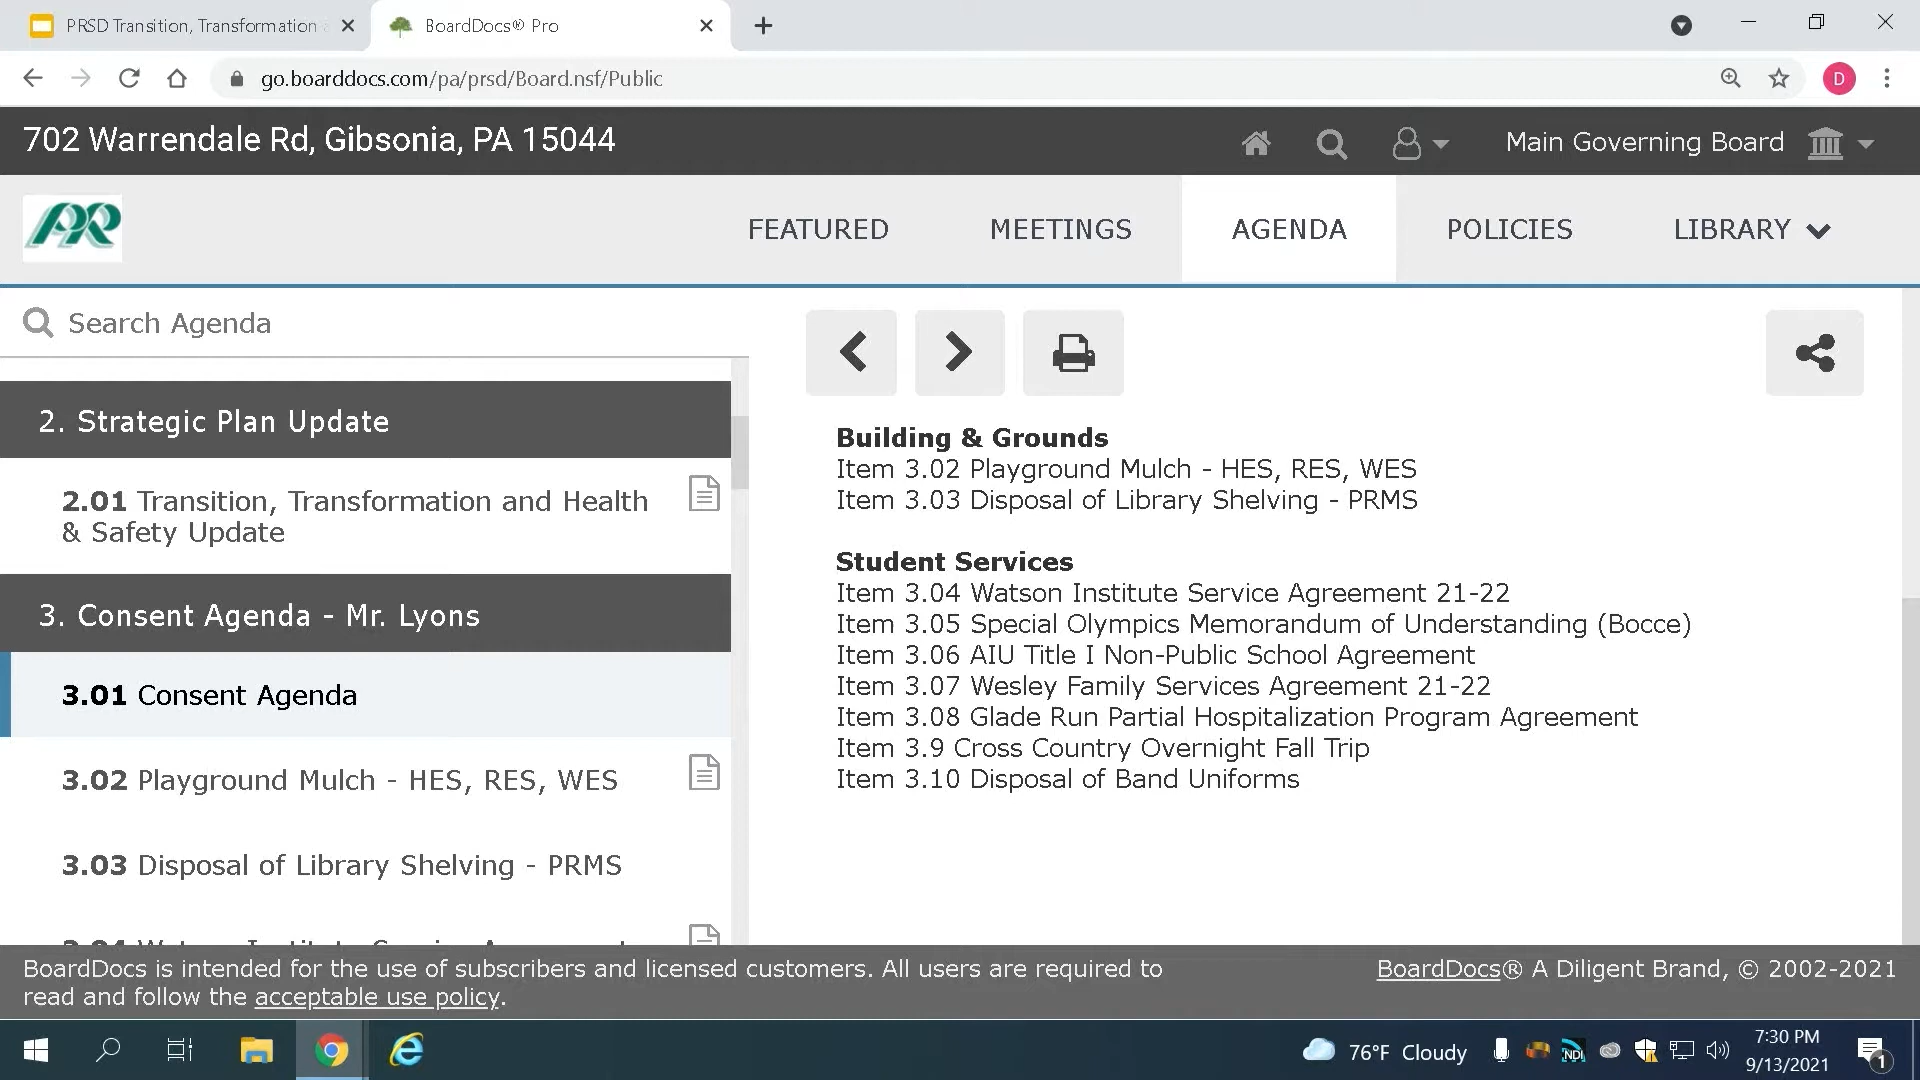 PRSD Transition, Transformation
BoardDocs® Pro
go.boarddocs.com/pa/prsd/Board.nsf/Public
D
702 Warrendale Rd, Gibsonia, PA 15044
Main Governing Board
PR
FEATURED
MEETINGS
AGENDA
POLICIES
LIBRARY
Search Agenda
2. Strategic Plan Update
2.01 Transition, Transformation and Health
& Safety Update
3. Consent Agenda - Mr. Lyons
3.01 Consent Agenda
3.02 Playground Mulch - HES, RES, WES
3.03 Disposal of Library Shelving - PRMS
Building & Grounds
Item 3.02 Playground Mulch - HES, RES, WES
Item 3.03 Disposal of Library Shelving - PRMS
Student Services
Item 3.04 Watson Institute Service Agreement 21-22
Item 3.05 Special Olympics Memorandum of Understanding (Bocce)
Item 3.06 AIU Title I Non-Public School Agreement
Item 3.07 Wesley Family Services Agreement 21-22
Item 3.08 Glade Run Partial Hospitalization Program Agreement
Item 3.9 Cross Country Overnight Fall Trip
Item 3.10 Disposal of Band Uniforms
BoardDocs is intended for the use of subscribers and licensed customers. All users are required to
read and follow the acceptable use policy.
BoardDocs® A Diligent Brand, © 2002-2021
76°F Cloudy
NDI
7:30 PM
9/13/2021
1